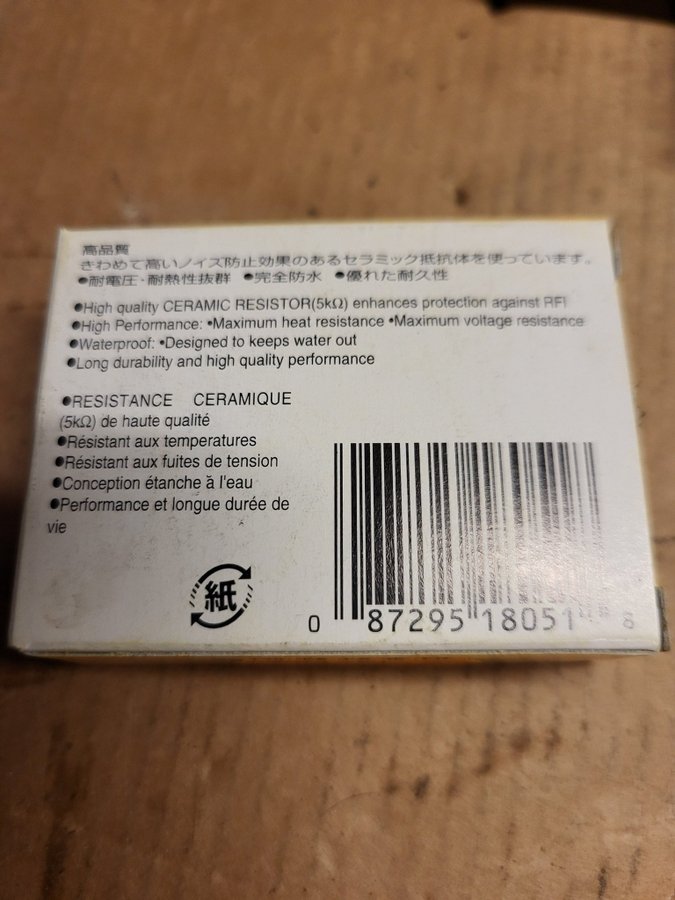 高品質
きわめて高いノイズ防止効果のあるセラミック抵抗体を使っています。
●耐電圧・耐熱性抜群 ●完全防水 ●優れた耐久性
●High quality CERAMIC RESISTOR(5kΩ) enhances protection against RFI
●High Performance: •Maximum heat resistance •Maximum voltage resistance
●Waterproof: •Designed to keeps water out
●Long durability and high quality performance
●RESISTANCE CERAMIQUE
(5kΩ) de haute qualité
●Résistant aux temperatures
●Résistant aux fuites de tension
●Conception étanche à l'eau
●Performance et longue durée de
vie
紙
0 87295 18051 8